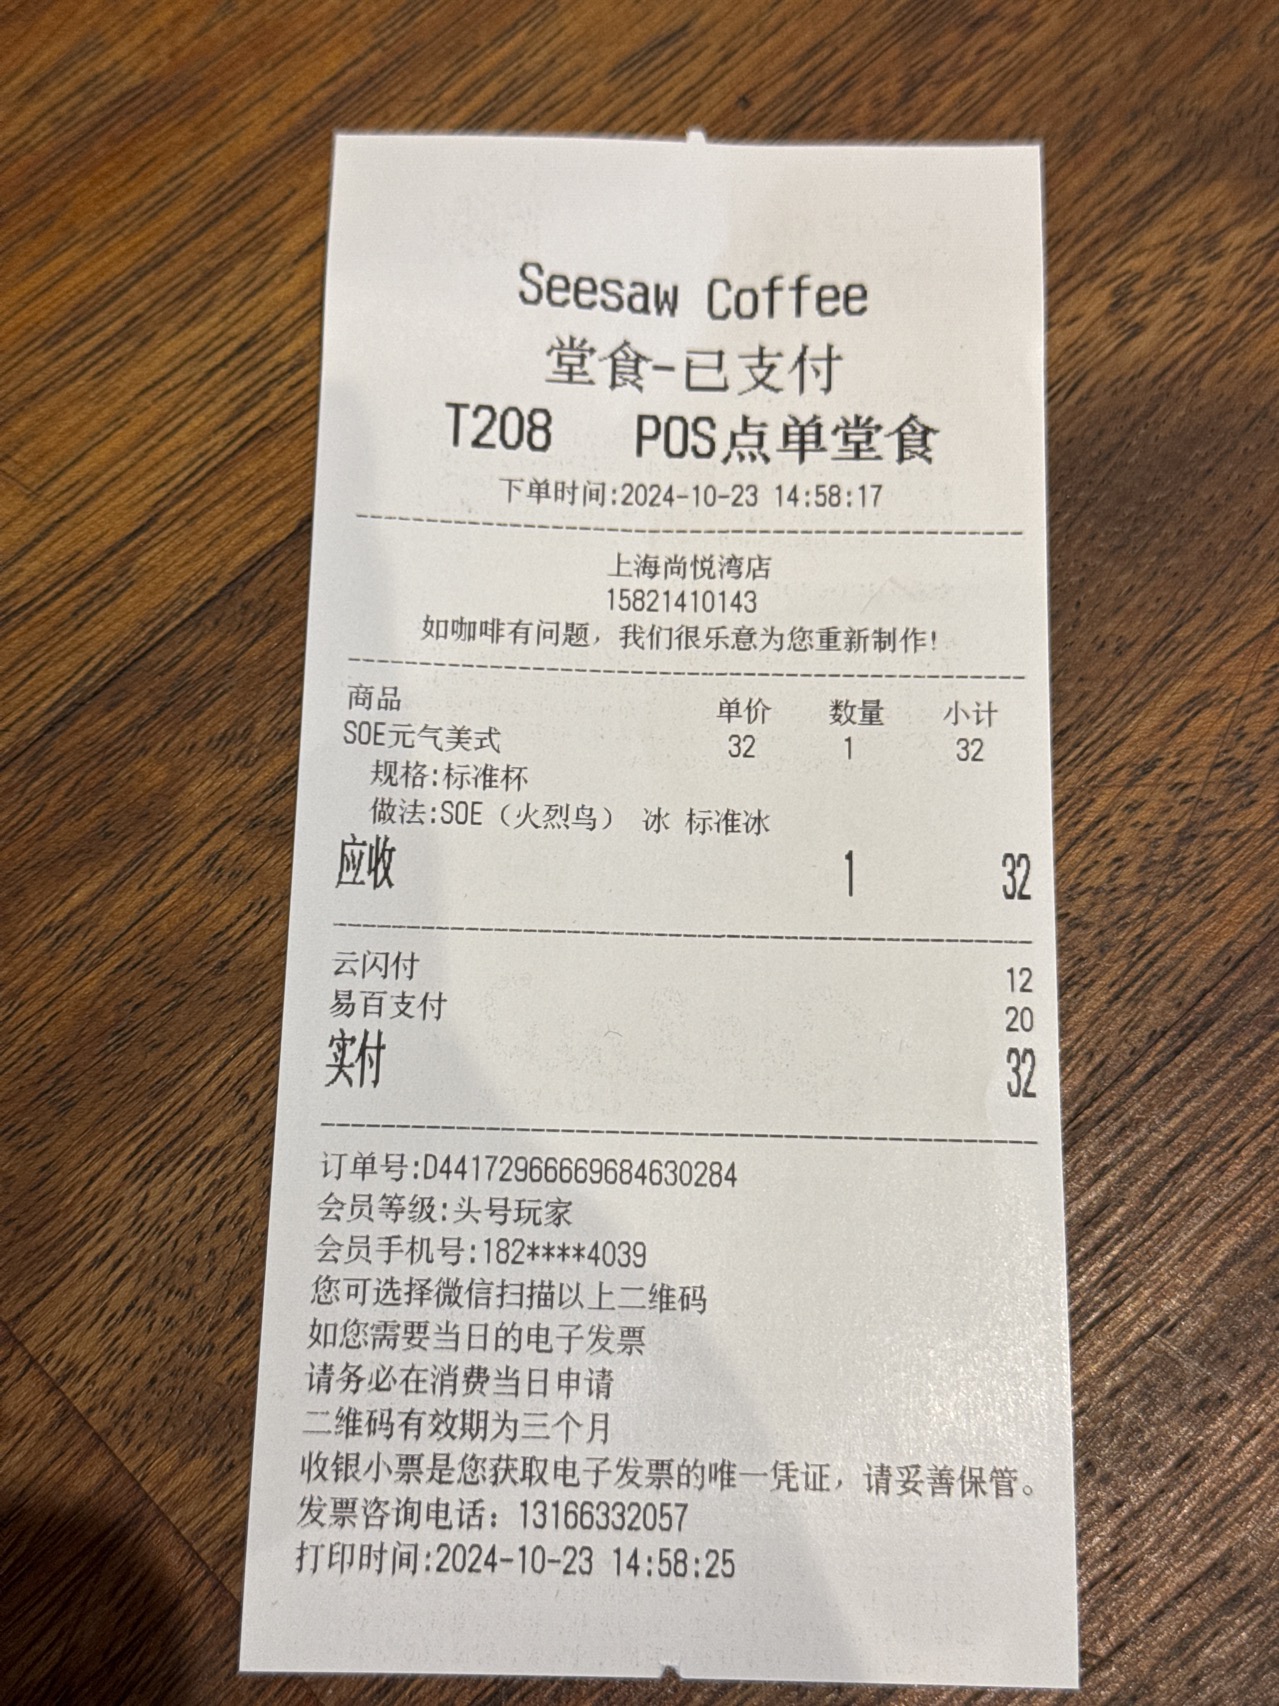 Seesaw Coffee
堂食-已支付
T208 POS点单堂食
下单时间:2024-10-23 14:58:17
上海尚悦湾店
15821410143
如咖啡有问题，我们很乐意为您重新制作!
商品 单价 数量 小计
SOE元气美式 32 1 32
规格:标准杯
做法:SOE（火烈鸟） 冰 标准冰
应收 1 32
云闪付 12
易百支付 20
实付 32
订单号:D44172966669684630284
会员等级:头号玩家
会员手机号:182****4039
您可选择微信扫描以上二维码
如您需要当日的电子发票
请务必在消费当日申请
二维码有效期为三个月
收银小票是您获取电子发票的唯一凭证，请妥善保管。
发票咨询电话：13166332057
打印时间:2024-10-23 14:58:25